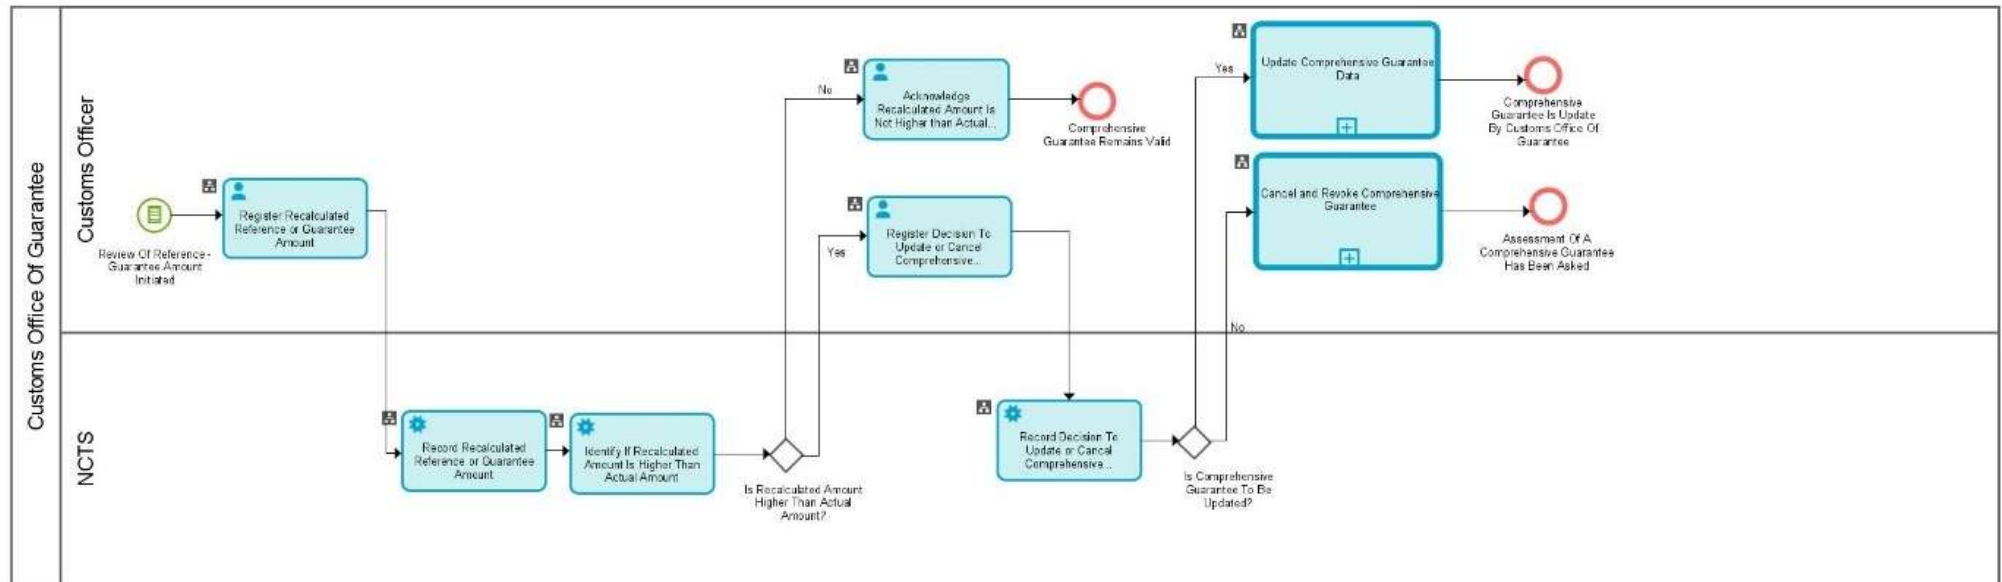 Customs Office Of Guarantee
Customs Officer
Review Of Reference -
Guarantee Amount
Initiated
Register Recalculated
Reference or Guarantee
Amount
No
Acknowledge
Recalculated Amount Is
Not Higher than Actual...
Comprehensive
Guarantee Remains Valid
Yes
Register Decision To
Update or Cancel
Comprehensive...
Yes
Update Comprehensive Guarantee
Data
Comprehensive
Guarantee Is Update
By Customs Office Of
Guarantee
Cancel and Revoke Comprehensive
Guarantee
Assessment Of A
Comprehensive Guarantee
Has Been Asked
No
NCTS
Record Recalculated
Reference or Guarantee
Amount
Identify If Recalculated
Amount Is Higher Than
Actual Amount
Is Recalculated Amount
Higher Than Actual
Amount?
Record Decision To
Update or Cancel
Comprehensive...
Is Comprehensive
Guarantee To Be
Updated?